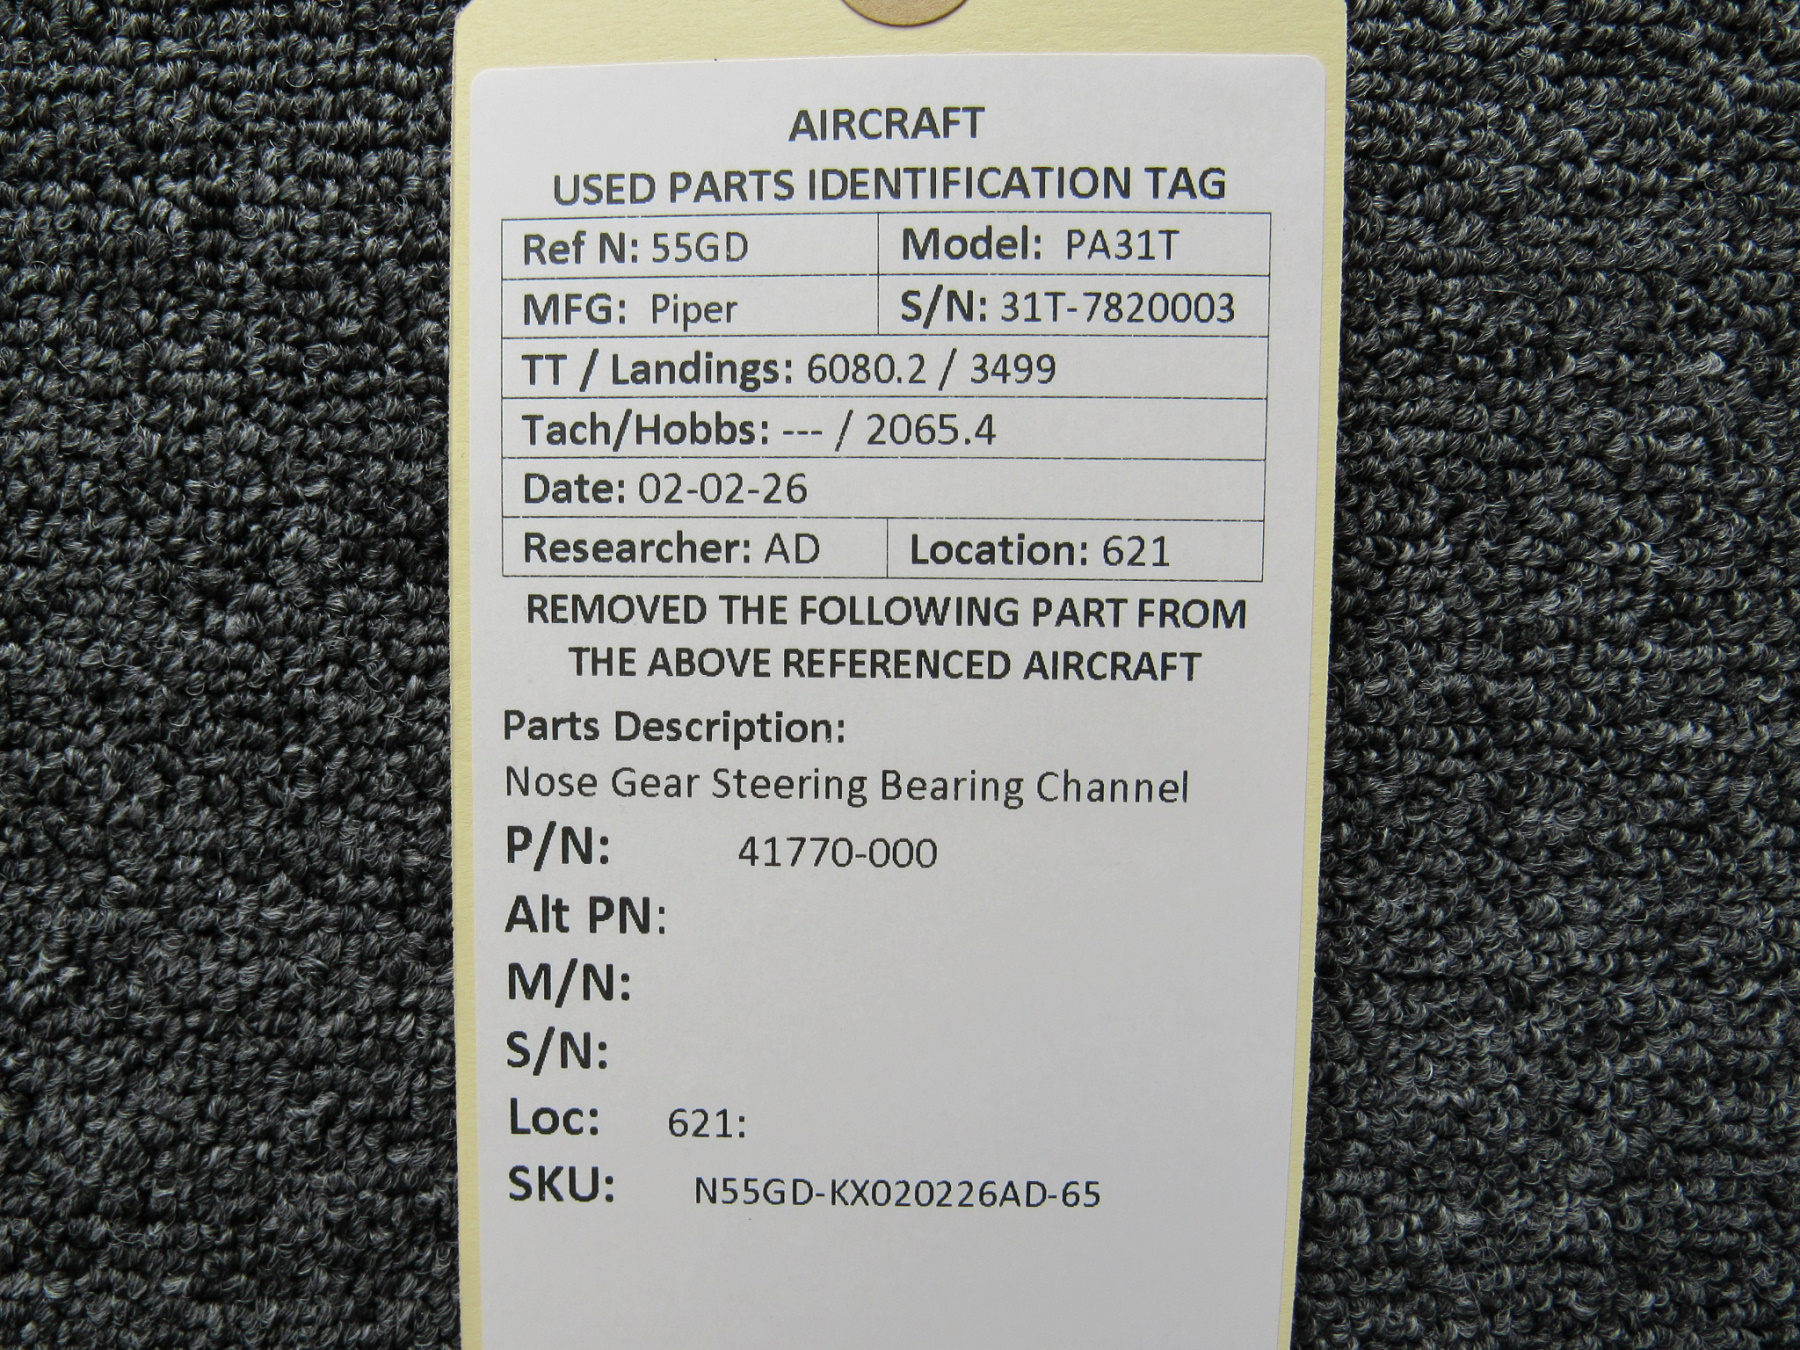 AIRCRAFT
USED PARTS IDENTIFICATION TAG
Ref N: 55GD Model: PA31T
MFG: Piper S/N: 31T-7820003
TT / Landings: 6080.2 / 3499
Tach/Hobbs: --- / 2065.4
Date: 02-02-26
Researcher: AD Location: 621
REMOVED THE FOLLOWING PART FROM
THE ABOVE REFERENCED AIRCRAFT
Parts Description:
Nose Gear Steering Bearing Channel
P/N: 41770-000
Alt PN:
M/N:
S/N:
Loc: 621:
SKU: N55GD-KX020226AD-65